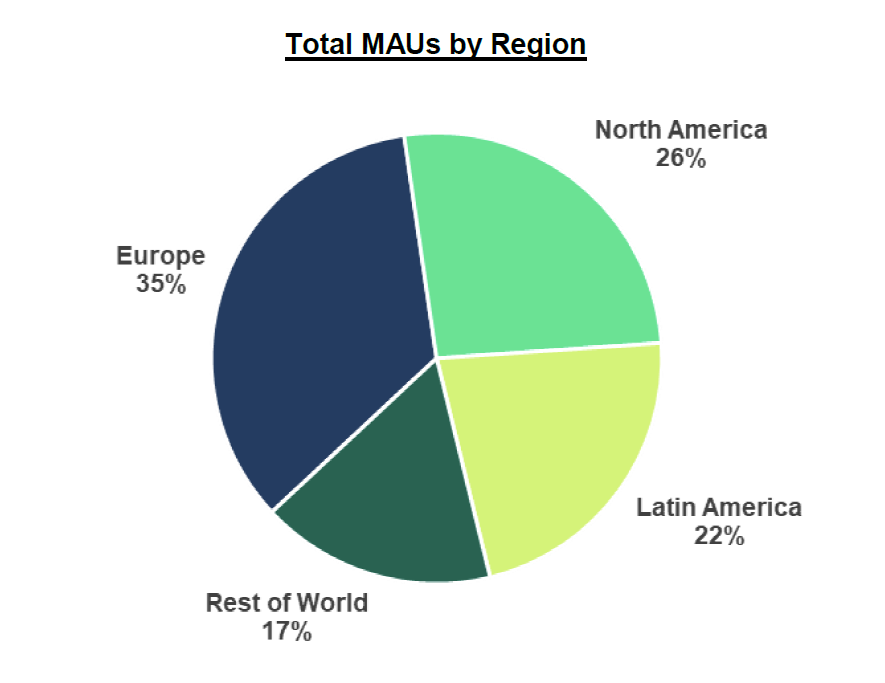 Total MAUs by Region
North America
26%
Europe
35%
Latin America
22%
Rest of World
17%